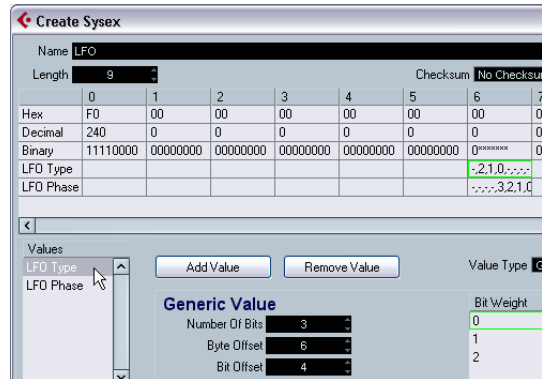 Create Sysex
Name LFO
Length 9 Checksum No Checksu
0 1 2 3 4 5 6 7
Hex F0 00 00 00 00 00 00 0
Decimal 240 0 0 0 0 0 0 0
Binary 11110000 00000000 00000000 00000000 00000000 00000000 0******* 0
LFO Type -,2,1,0,-,-,-,-
LFO Phase -,-,-,-,3,2,1,0
Values
LFO Type Add Value Remove Value Value Type G
LFO Phase
Generic Value Bit Weight
Number Of Bits 3 0
Byte Offset 6 1
Bit Offset 4 2